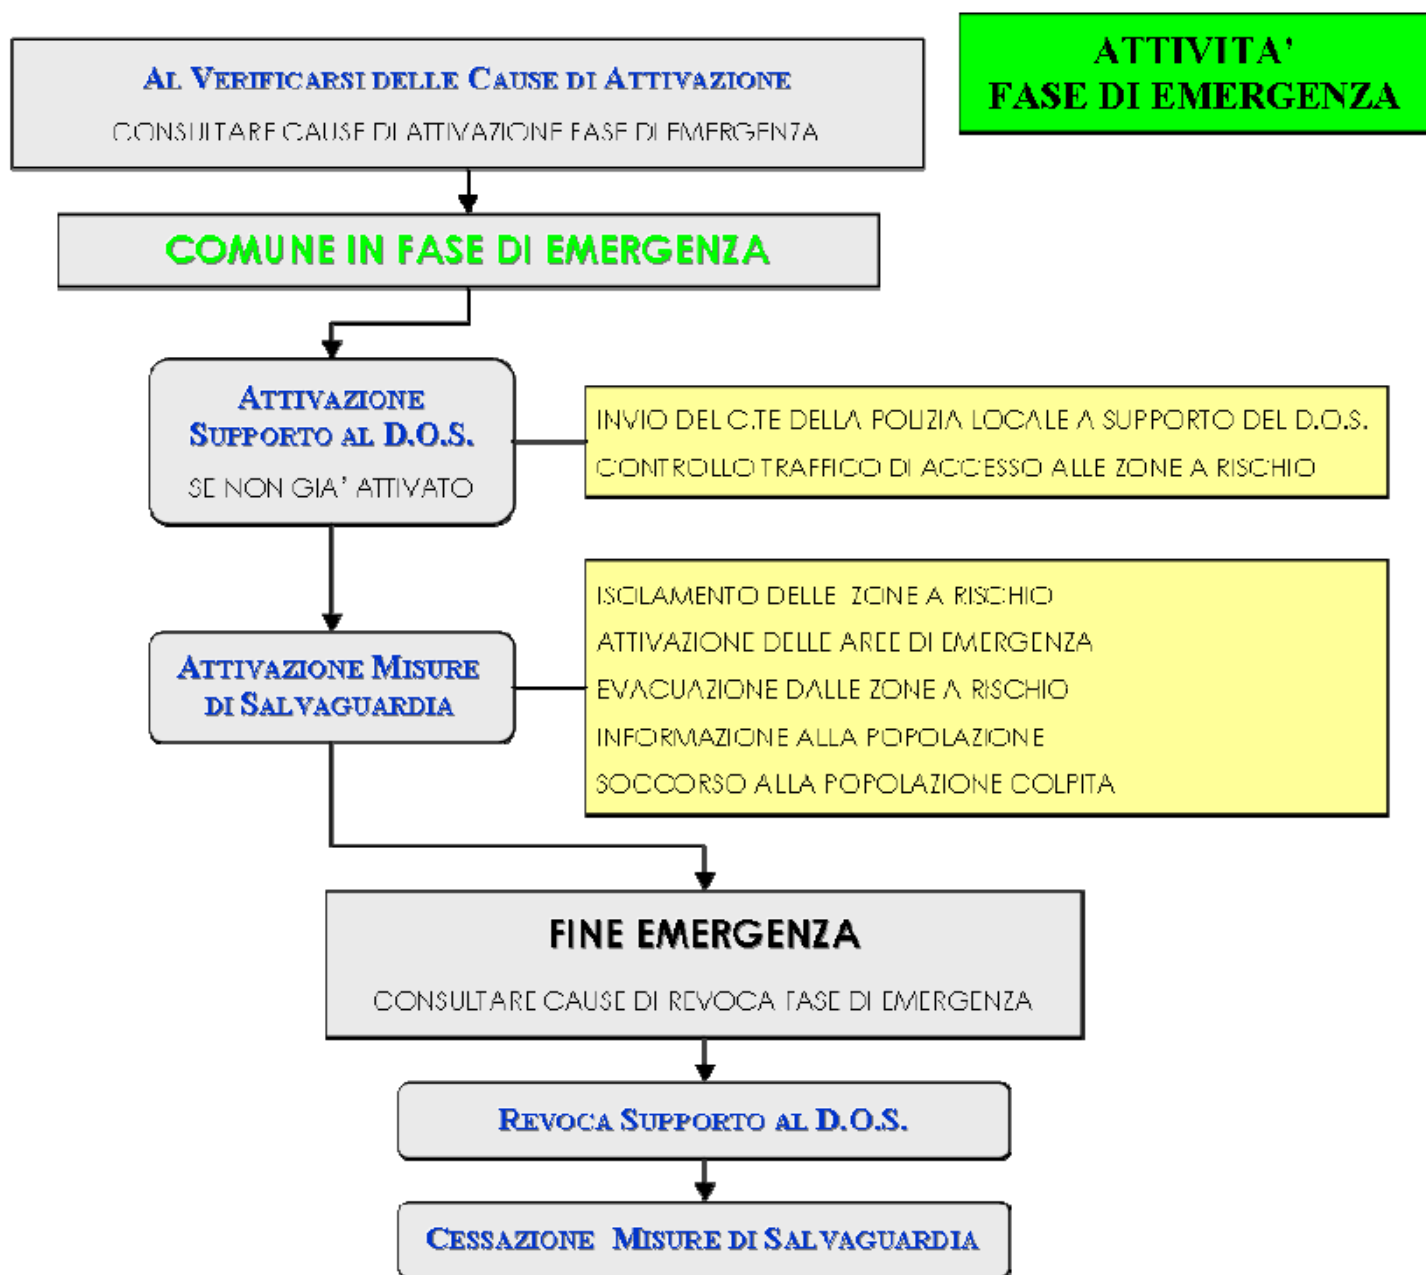 ATTIVITA'
FASE DI EMERGENZA
AL VERIFICARSI DELLE CAUSE DI ATTIVAZIONE
CONSULTARE CAUSE DI ATTIVAZIONE FASE DI EMERGENZA
COMUNE IN FASE DI EMERGENZA
ATTIVAZIONE
SUPPORTO AL D.O.S.
SE NON GIA' ATTIVATO
INVIO DEL C.TE DELLA POLIZIA LOCALE A SUPPORTO DEL D.O.S.
CONTROLLO TRAFFICO DI ACCESSO ALLE ZONE A RISCHIO
ATTIVAZIONE MISURE
DI SALVAGUARDIA
ISOLAMENTO DELLE ZONE A RISCHIO
ATTIVAZIONE DELLE AREE DI EMERGENZA
EVACUAZIONE DALLE ZONE A RISCHIO
INFORMAZIONE ALLA POPOLAZIONE
SOCCORSO ALLA POPOLAZIONE COLPITA
FINE EMERGENZA
CONSULTARE CAUSE DI REVOCA FASE DI EMERGENZA
REVOCA SUPPORTO AL D.O.S.
CESSAZIONE MISURE DI SALVAGUARDIA